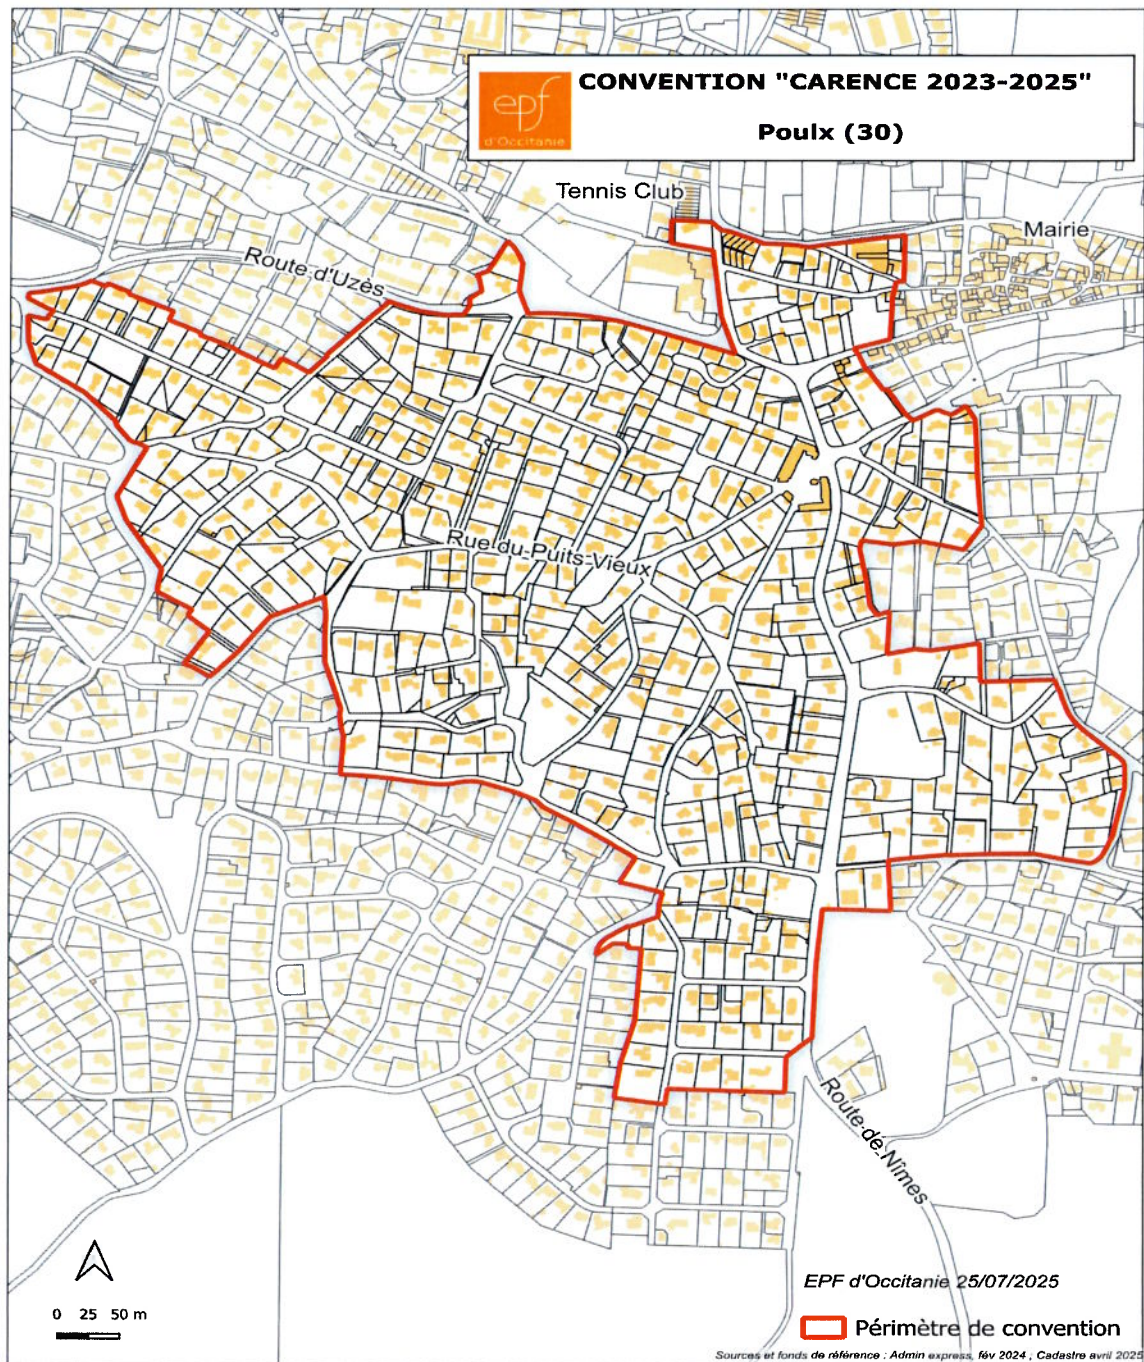 epf
d'Occitanie
CONVENTION "CARENCE 2023-2025"
Poulx (30)
Tennis Club
Mairie
Route d'Uzès
Rue du Puits Vieux
Route de Nîmes
0 25 50 m
EPF d'Occitanie 25/07/2025
Périmètre de convention
Sources et fonds de référence : Admin express, fév 2024 ; Cadastre avril 2025